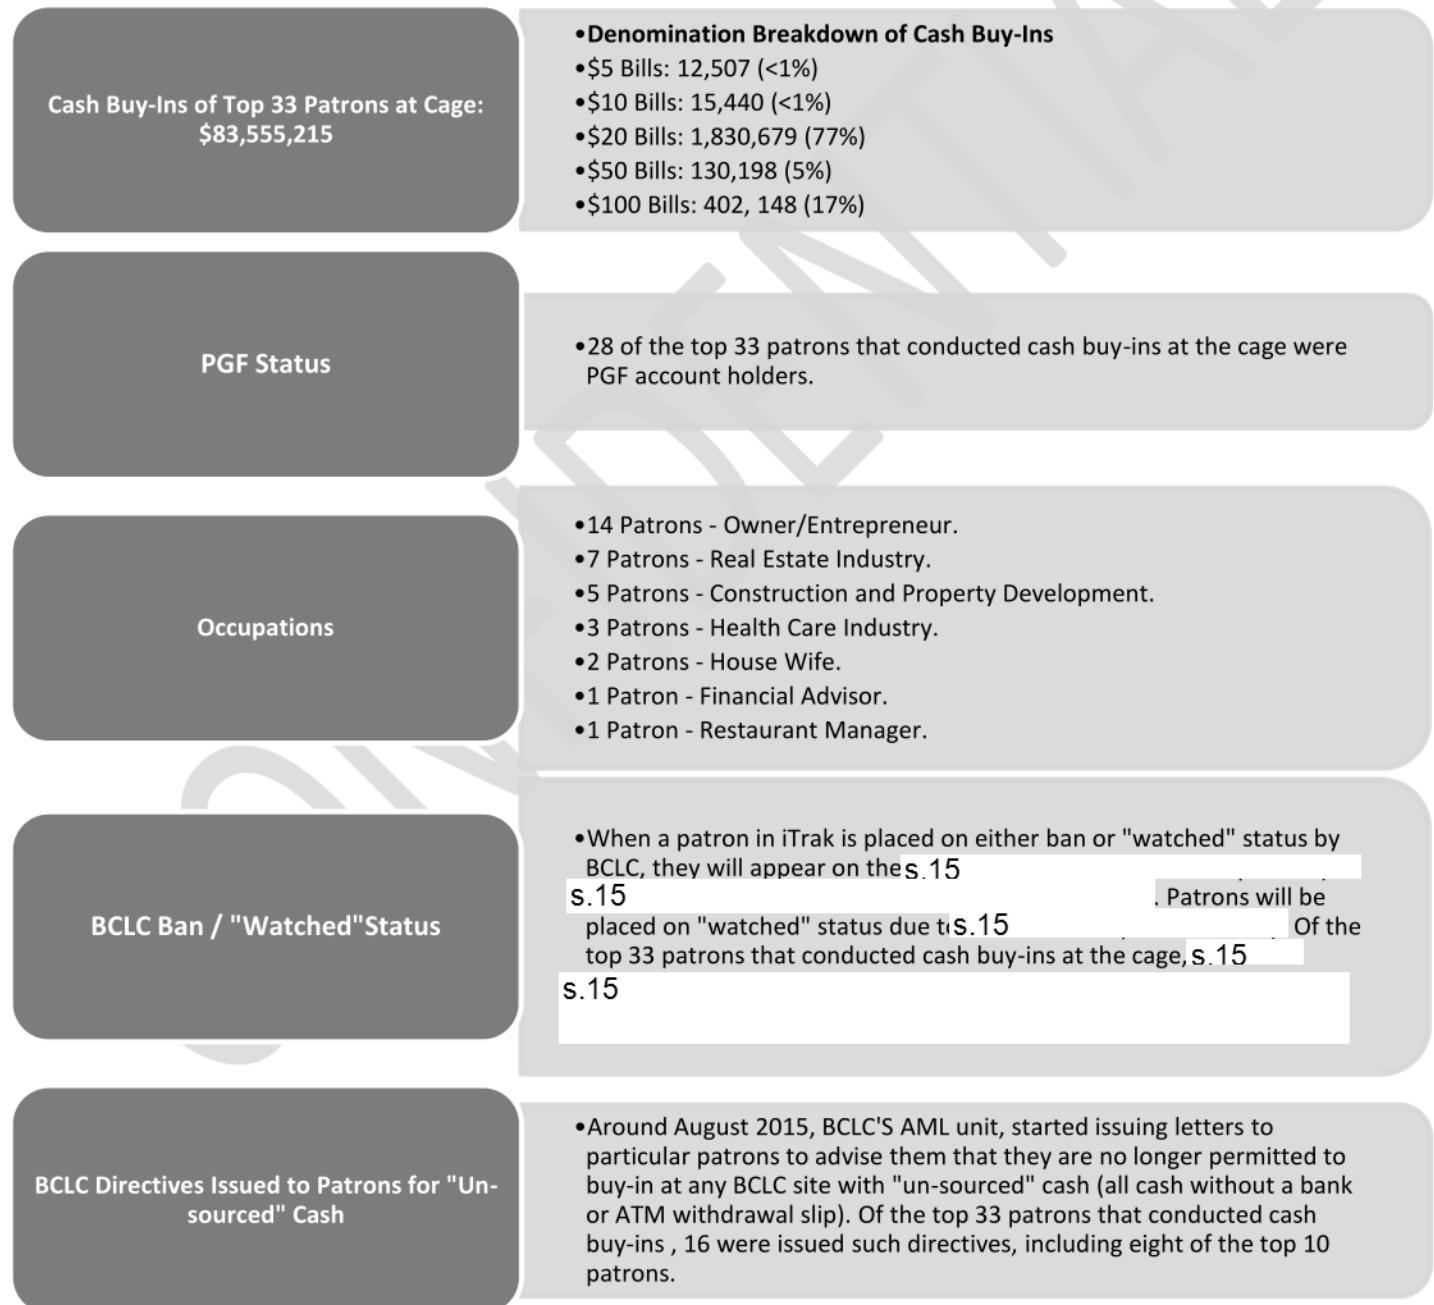 Cash Buy-Ins of Top 33 Patrons at Cage:
$83,555,215
•Denomination Breakdown of Cash Buy-Ins
•$5 Bills: 12,507 (<1%)
•$10 Bills: 15,440 (<1%)
•$20 Bills: 1,830,679 (77%)
•$50 Bills: 130,198 (5%)
•$100 Bills: 402, 148 (17%)
PGF Status
•28 of the top 33 patrons that conducted cash buy-ins at the cage were
PGF account holders.
Occupations
•14 Patrons - Owner/Entrepreneur.
•7 Patrons - Real Estate Industry.
•5 Patrons - Construction and Property Development.
•3 Patrons - Health Care Industry.
•2 Patrons - House Wife.
•1 Patron - Financial Advisor.
•1 Patron - Restaurant Manager.
BCLC Ban / "Watched"Status
•When a patron in iTrak is placed on either ban or "watched" status by
BCLC, they will appear on the s.15
s.15 . Patrons will be
placed on "watched" status due s.15 Of the
top 33 patrons that conducted cash buy-ins at the cage, s.15
s.15
BCLC Directives Issued to Patrons for "Un-
sourced" Cash
•Around August 2015, BCLC'S AML unit, started issuing letters to
particular patrons to advise them that they are no longer permitted to
buy-in at any BCLC site with "un-sourced" cash (all cash without a bank
or ATM withdrawal slip). Of the top 33 patrons that conducted cash
buy-ins , 16 were issued such directives, including eight of the top 10
patrons.
CONFIDENTIAL